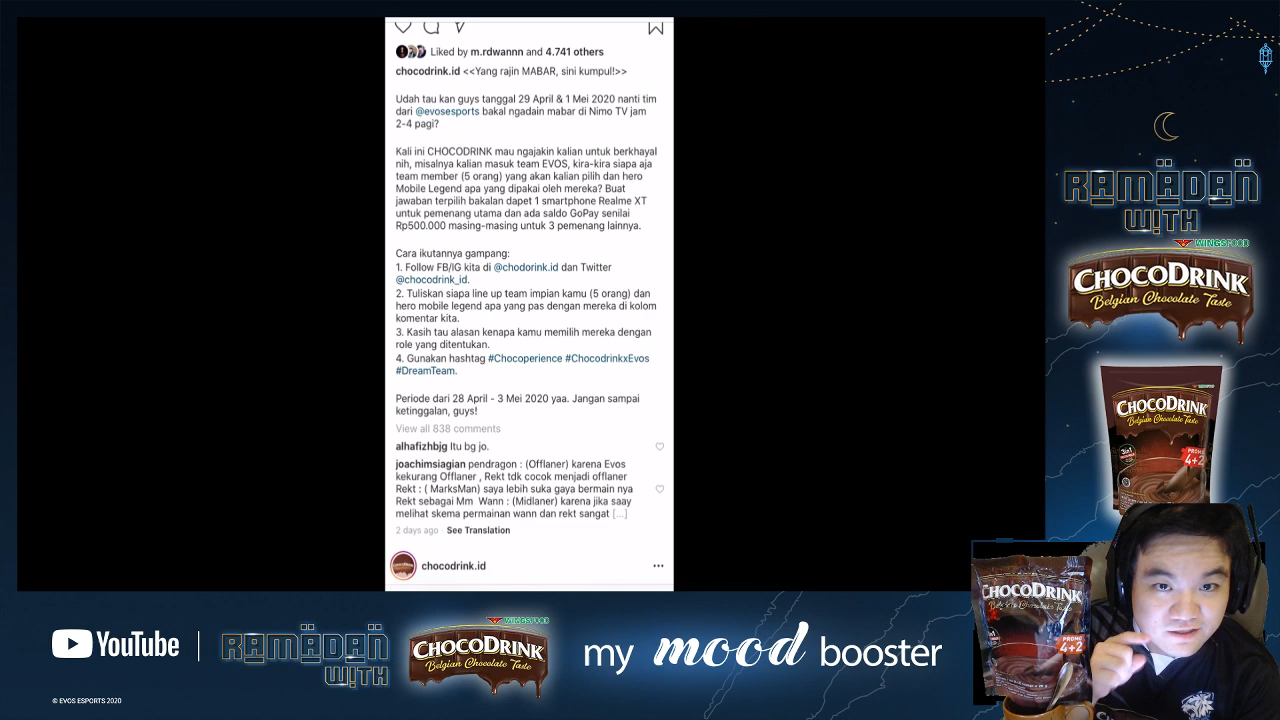 Liked by m.rdwannn and 4.741 others
chocodrink.id <<Yang rajin MABAR, sini kumpul!>>
Udah tau kan guys tanggal 29 April & 1 Mei 2020 nanti tim
dari @evosesports bakal ngadain mabar di Nimo TV jam
2-4 pagi?
Kali ini CHOCODRINK mau ngajakin kalian untuk berkhayal
nih, misalnya kalian masuk team EVOS, kira-kira siapa aja
team member (5 orang) yang akan kalian pilih dan hero
Mobile Legend apa yang dipakai oleh mereka? Buat
jawaban terpilih bakalan dapet 1 smartphone Realme XT
untuk pemenang utama dan ada saldo GoPay senilai
Rp500.000 masing-masing untuk 3 pemenang lainnya.
Cara ikutannya gampang:
1. Follow FB/IG kita di @chodorink.id dan Twitter
@chocodrink_id.
2. Tuliskan siapa line up team impian kamu (5 orang) dan
hero mobile legend apa yang pas dengan mereka di kolom
komentar kita.
3. Kasih tau alasan kenapa kamu memilih mereka dengan
role yang ditentukan.
4. Gunakan hashtag #Chocoperience #ChocodrinkxEvos
#DreamTeam.
Periode dari 28 April - 3 Mei 2020 yaa. Jangan sampai
ketinggalan, guys!
View all 838 comments
alhafizhbjg Itu bg jo.
joachimsiagian pendragon : (Offlaner) karena Evos
kekurang Offlaner , Rekt tdk cocok menjadi offlaner
Rekt : ( MarksMan) saya lebih suka gaya bermain nya
Rekt sebagai Mm Wann : (Midlaner) karena jika saay
melihat skema permainan wann dan rekt sangat [...]
2 days ago · See Translation
chocodrink.id
RAMADAN
WITH
WINGSFOOD
CHOCODRINK
Belgian Chocolate Taste
CHOCODRINK
Belgian Chocolate Taste
3in1
PROMO
4+2
CHOCODRINK
Belgian Chocolate Taste
PROMO
4+2
YouTube
RAMADAN
WITH
WINGSFOOD
CHOCODRINK
Belgian Chocolate Taste
my mood booster
© EVOS ESPORTS 2020